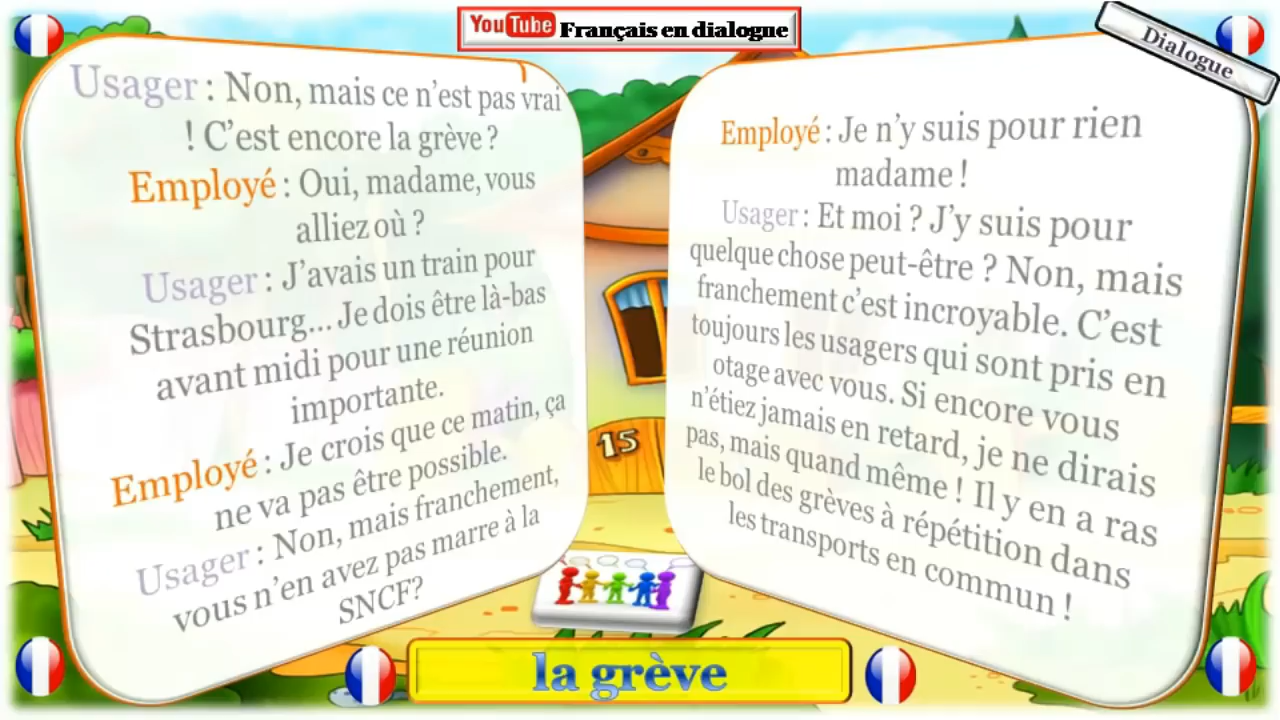 YouTube Français en dialogue
Dialogue
Usager : Non, mais ce n'est pas vrai
! C'est encore la grève ?
Employé : Oui, madame, vous
alliez où ?
Usager : J'avais un train pour
Strasbourg... Je dois être là-bas
avant midi pour une réunion
importante.
Employé : Je crois que ce matin, ça
ne va pas être possible.
Usager : Non, mais franchement,
vous n'en avez pas marre à la
SNCF?
Employé : Je n'y suis pour rien
madame !
Usager : Et moi ? J'y suis pour
quelque chose peut-être ? Non, mais
franchement c'est incroyable. C'est
toujours les usagers qui sont pris en
otage avec vous. Si encore vous
n'étiez jamais en retard, je ne dirais
pas, mais quand même ! Il y en a ras
le bol des grèves à répétition dans
les transports en commun !
15
la grève